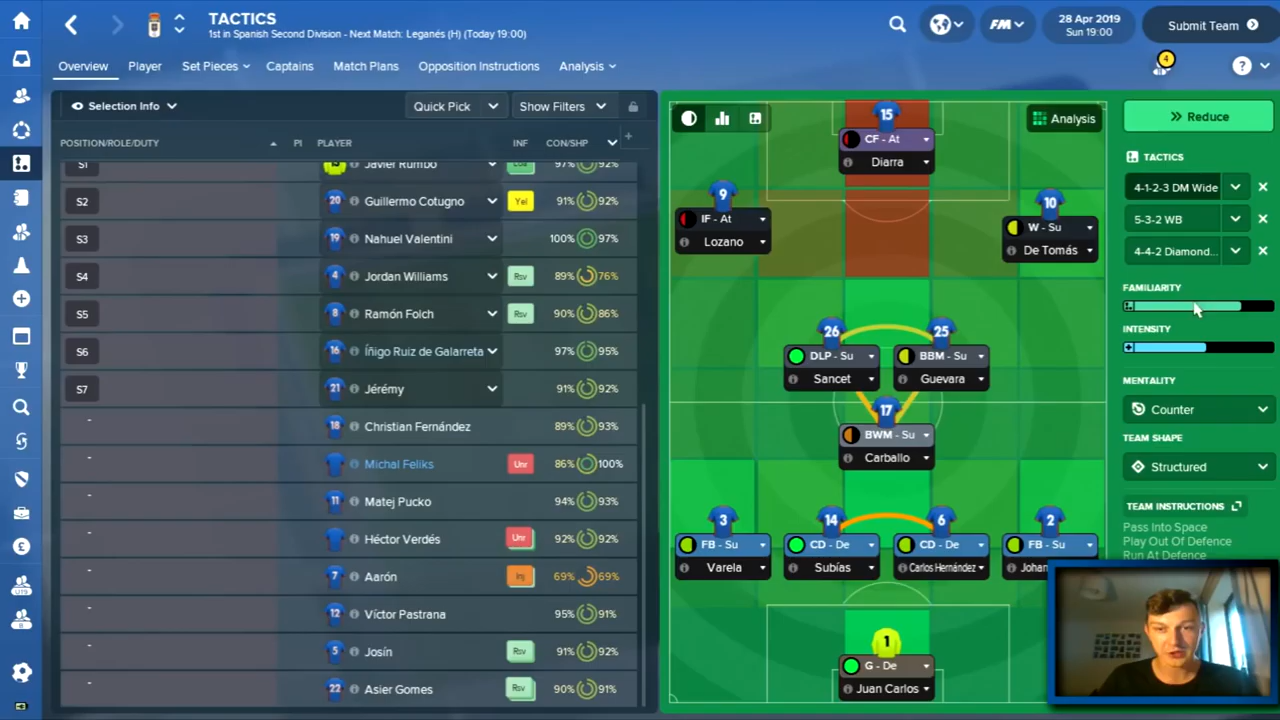 TACTICS
1st in Spanish Second Division - Next Match: Leganés (H) (Today 19:00)
FM
28 Apr 2019
Sun 19:00
Submit Team
Overview
Player
Set Pieces
Captains
Match Plans
Opposition Instructions
Analysis
4
?
Selection Info
Quick Pick
Show Filters
POSITION/ROLE/DUTY
PI
PLAYER
INF
CON/SHP
S1 Javier Rumbo 97% 92%
S2 20 Guillermo Cotugno Yel 91% 92%
S3 19 Nahuel Valentini 100% 97%
S4 4 Jordan Williams Rsv 89% 76%
S5 8 Ramón Folch Rsv 90% 86%
S6 16 Íñigo Ruiz de Galarreta 97% 95%
S7 21 Jérémy 91% 92%
- 18 Christian Fernández 89% 93%
- Michal Feliks Unr 86% 100%
- 11 Matej Pucko 94% 93%
- Héctor Verdés Unr 92% 92%
- 7 Aarón Inj 69% 69%
- 12 Víctor Pastrana 95% 91%
- 5 Josín Rsv 91% 92%
- 22 Asier Gomes Rsv 90% 91%
Analysis
15
CF - At
Diarra
9
IF - At
Lozano
10
W - Su
De Tomás
26
DLP - Su
Sancet
25
BBM - Su
Guevara
17
BWM - Su
Carballo
3
FB - Su
Varela
14
CD - De
Subías
6
CD - De
Carlos Hernández
2
FB - Su
1
G - De
Juan Carlos
Reduce
TACTICS
4-1-2-3 DM Wide
5-3-2 WB
4-4-2 Diamond...
FAMILIARITY
INTENSITY
MENTALITY
Counter
TEAM SHAPE
Structured
TEAM INSTRUCTIONS
Pass Into Space
Play Out Of Defence
Run At Defence
U19
B